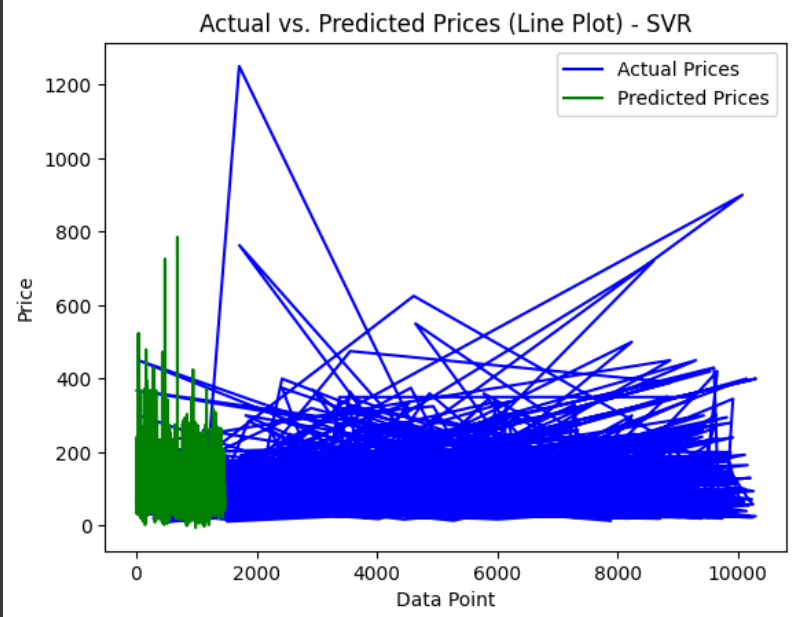 Actual vs. Predicted Prices (Line Plot) - SVR
Actual Prices
Predicted Prices
1200
1000
800
600
400
200
0
Price
0 2000 4000 6000 8000 10000
Data Point